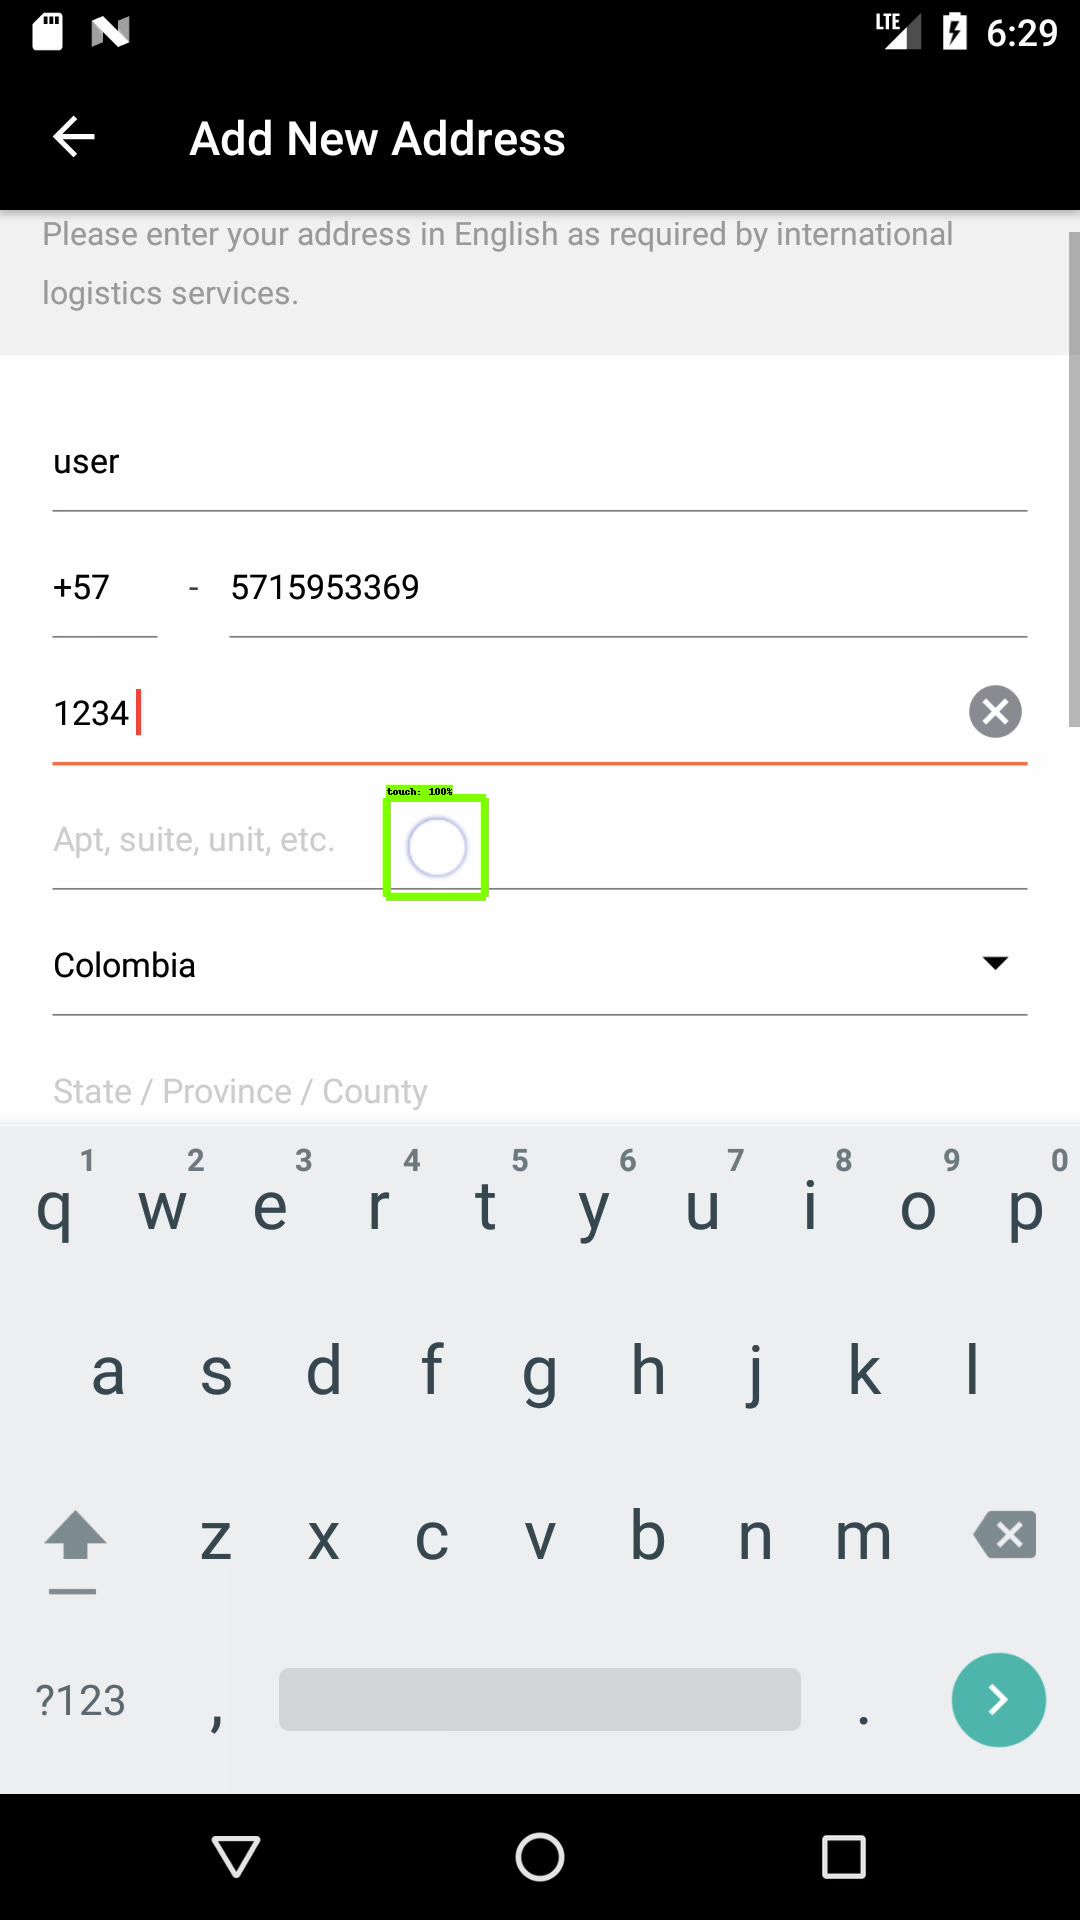 LTE 6:29
Add New Address
Please enter your address in English as required by international
logistics services.
user
+57 - 5715953369
1234
touch: 100%
Apt, suite, unit, etc.
Colombia
State / Province / County
1 2 3 4 5 6 7 8 9 0
q w e r t y u i o p
a s d f g h j k l
z x c v b n m
?123 , .